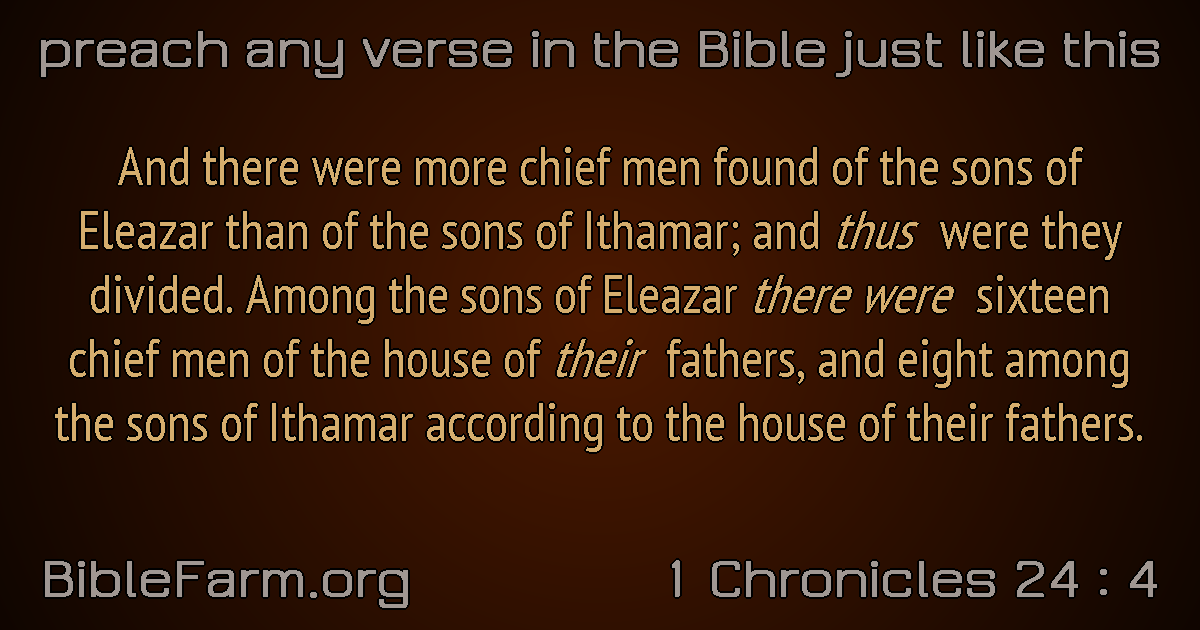 preach any verse in the Bible just like this
And there were more chief men found of the sons of
Eleazar than of the sons of Ithamar; and thus were they
divided. Among the sons of Eleazar there were sixteen
chief men of the house of their fathers, and eight among
the sons of Ithamar according to the house of their fathers.
BibleFarm.org
1 Chronicles 24 : 4